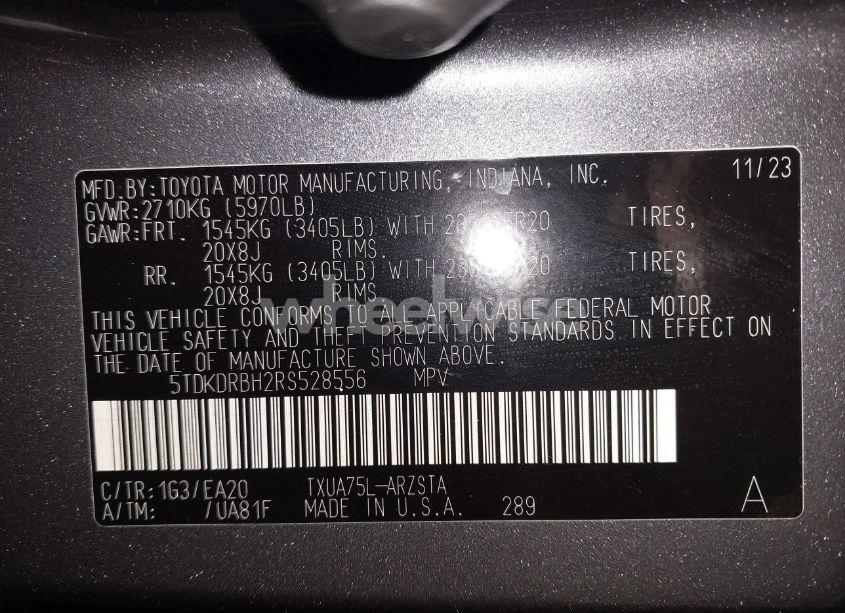 MFD.BY:TOYOTA MOTOR MANUFACTURING, INDIANA, INC. 11/23
GVWR:2710KG (5970LB)
GAWR:FRT. 1545KG (3405LB) WITH TIRES,
20X8J RIMS.
RR. 1545KG (3405LB) WITH TIRES,
20X8J RIMS.
wheelwise
THIS VEHICLE CONFORMS TO ALL APPLICABLE FEDERAL MOTOR
VEHICLE SAFETY AND THEFT PREVENTION STANDARDS IN EFFECT ON
THE DATE OF MANUFACTURE SHOWN ABOVE.
5TDKDRBH2RS528556 MPV
C/TR:1G3/EA20 TXUA75L-ARZSTA
A/TM: /UA81F MADE IN U.S.A. 289 A